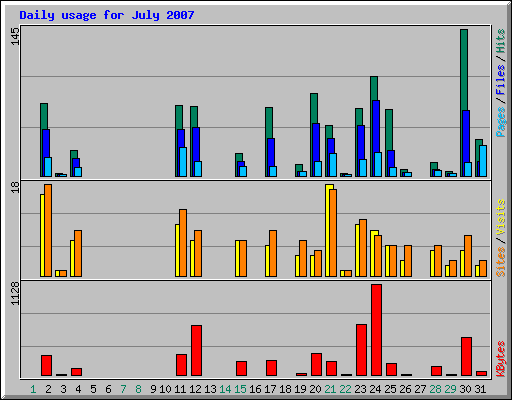 Daily usage for July 2007
145
Pages / Files / Hits
18
Sites / Visits
1128
KBytes
1 2 3 4 5 6 7 8 9 10 11 12 13 14 15 16 17 18 19 20 21 22 23 24 25 26 27 28 29 30 31